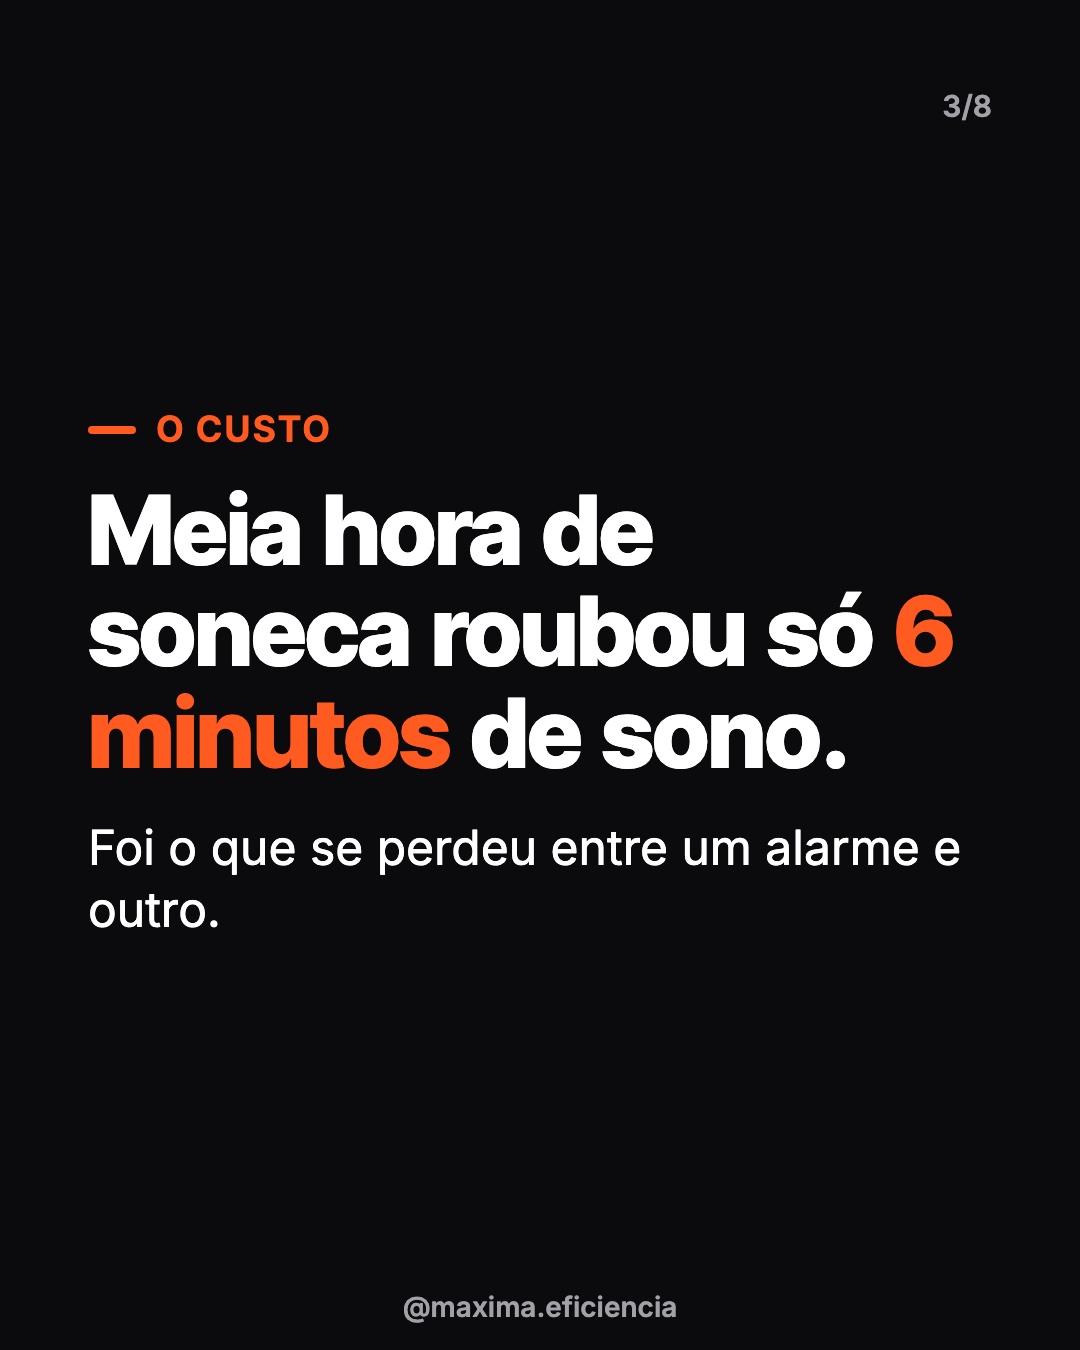 3/8
O CUSTO
Meia hora de
soneca roubou só 6
minutos de sono.
Foi o que se perdeu entre um alarme e
outro.
@maxima.eficiencia